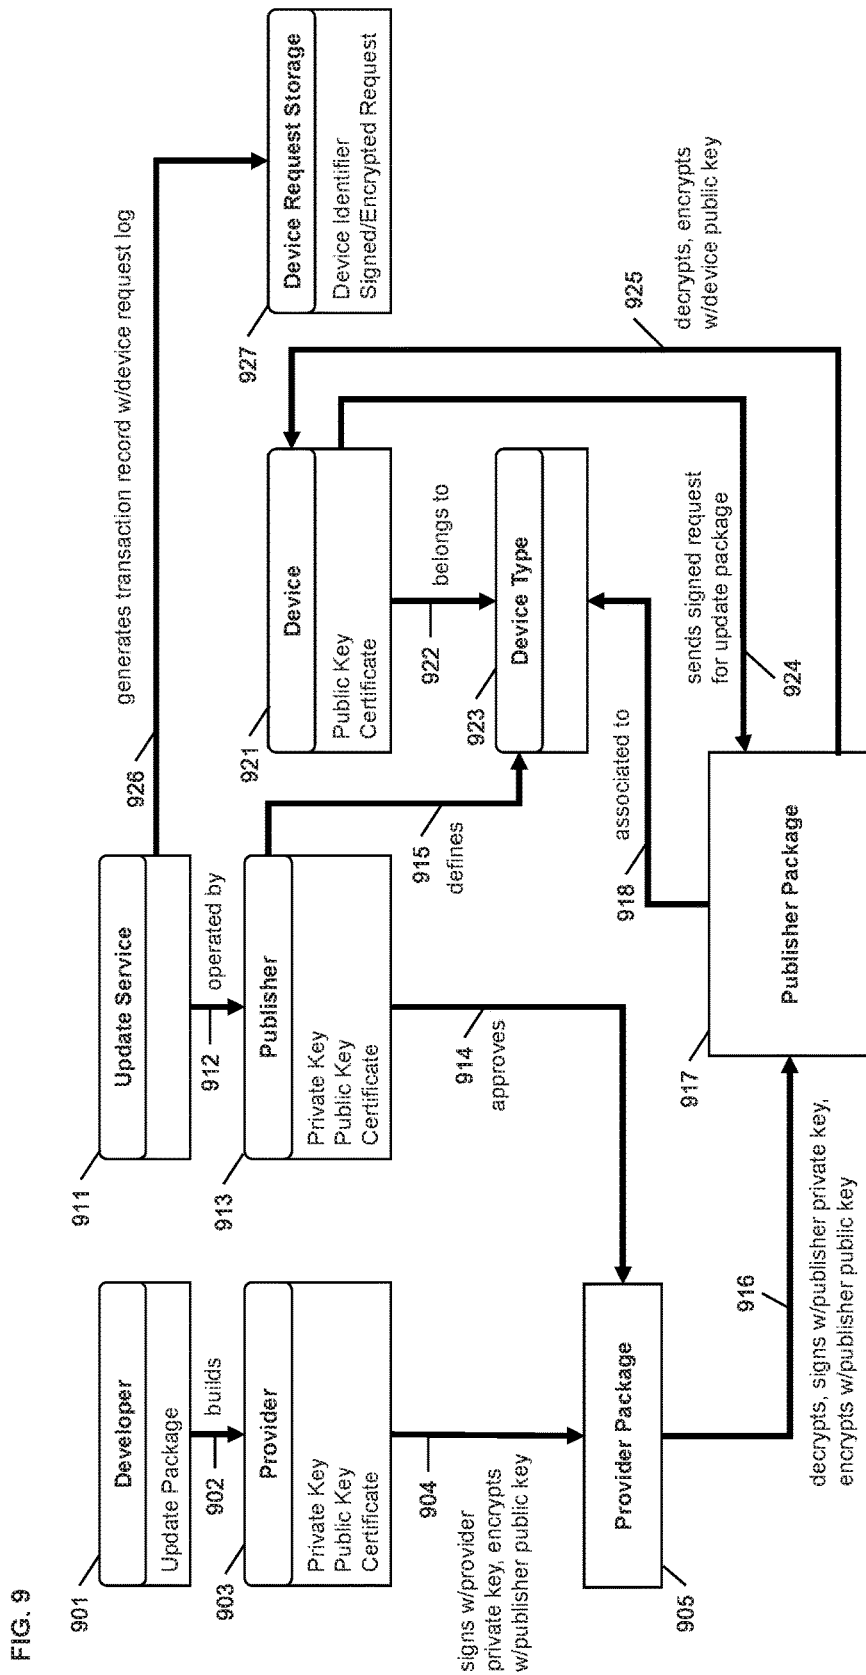 FIG. 9
901
Developer
Update Package
902
builds
903
Provider
Private Key
Public Key
Certificate
904
signs w/provider
private key, encrypts
w/publisher public key
Provider Package
905
911
Update Service
912
operated by
913
Publisher
Private Key
Public Key
Certificate
914
approves
915
defines
916
decrypts, signs w/publisher private key,
encrypts w/publisher public key
917
Publisher Package
918
associated to
921
Device
Public Key
Certificate
922
belongs to
923
Device Type
924
sends signed request
for update package
925
decrypts, encrypts
w/device public key
926
generates transaction record w/device request log
927
Device Request Storage
Device Identifier
Signed/Encrypted Request